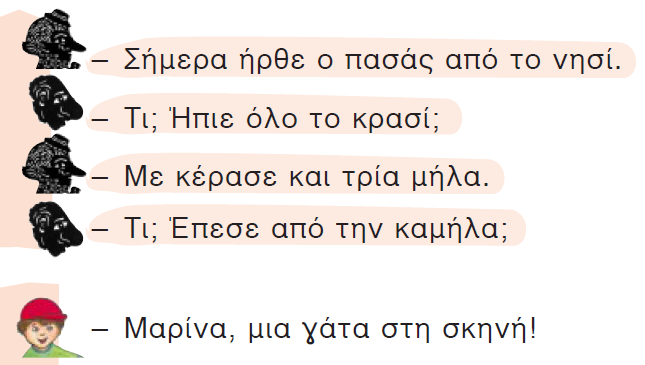 – Σήμερα ήρθε ο πασάς από το νησί.
– Τι; Ήπιε όλο το κρασί;
– Με κέρασε και τρία μήλα.
– Τι; Έπεσε από την καμήλα;
– Μαρίνα, μια γάτα στη σκηνή!